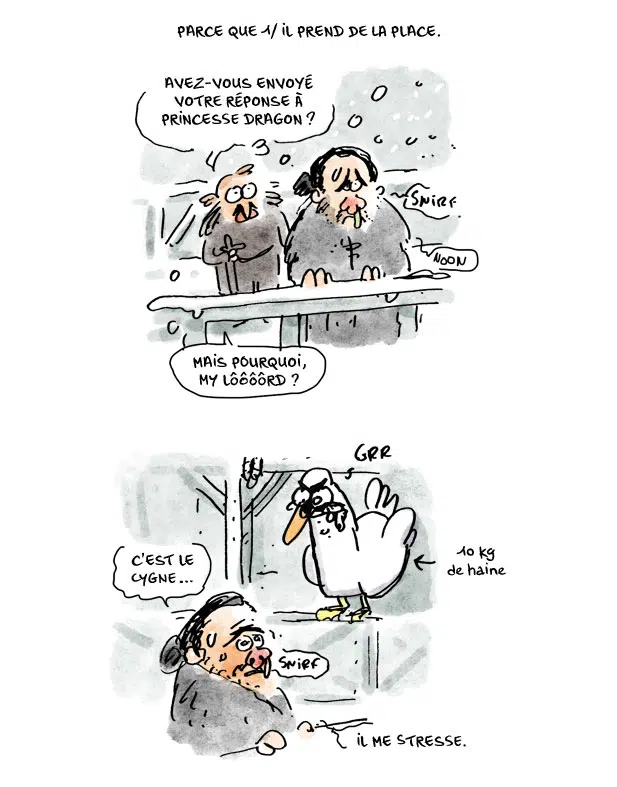 PARCE QUE 1/ IL PREND DE LA PLACE.
AVEZ-VOUS ENVOYÉ
VOTRE RÉPONSE À
PRINCESSE DRAGON ?
SNIRF
NOON
MAIS POURQUOI,
MY LÔÔÔÔRD ?
GRR
C'EST LE
CYGNE...
10 kg
de haine
SNIRF
IL ME STRESSE.